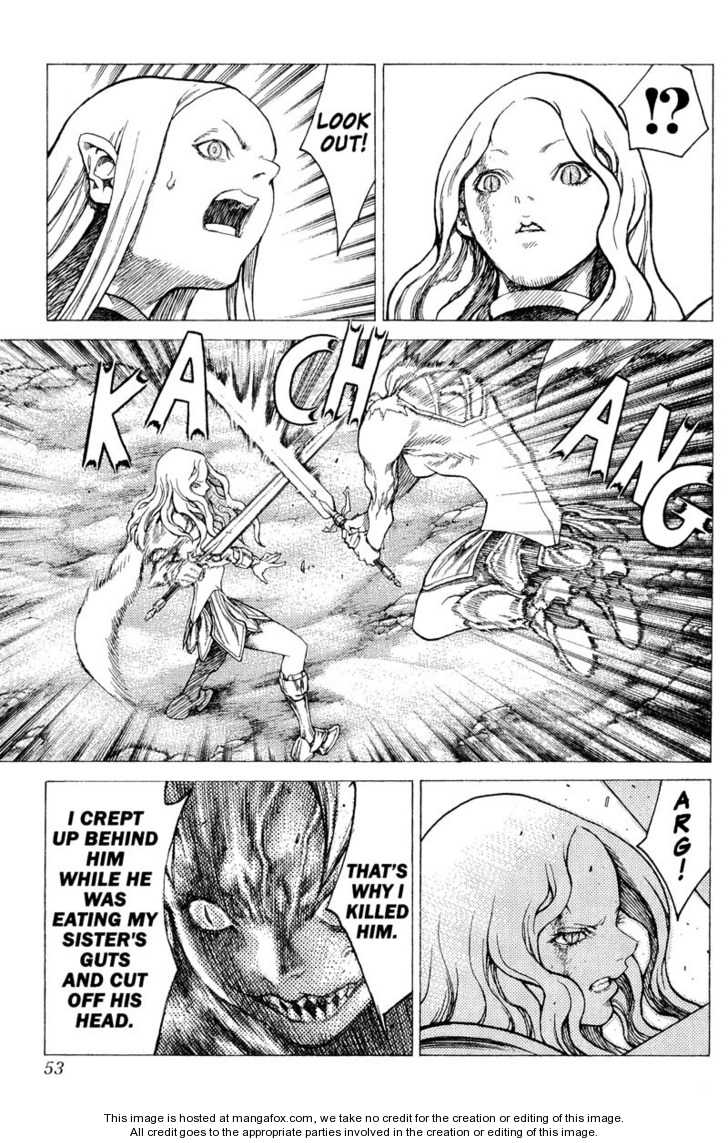 !?
LOOK
OUT!
KA CHANG
ARG!
THAT'S
WHY I
KILLED
HIM.
I CREPT
UP BEHIND
HIM
WHILE HE
WAS
EATING MY
SISTER'S
GUTS
AND CUT
OFF HIS
HEAD.
53
This image is hosted at mangafox.com, we take no credit for the creation or editing of this image.
All credit goes to the appropriate parties involved in the creation or editing of this image.